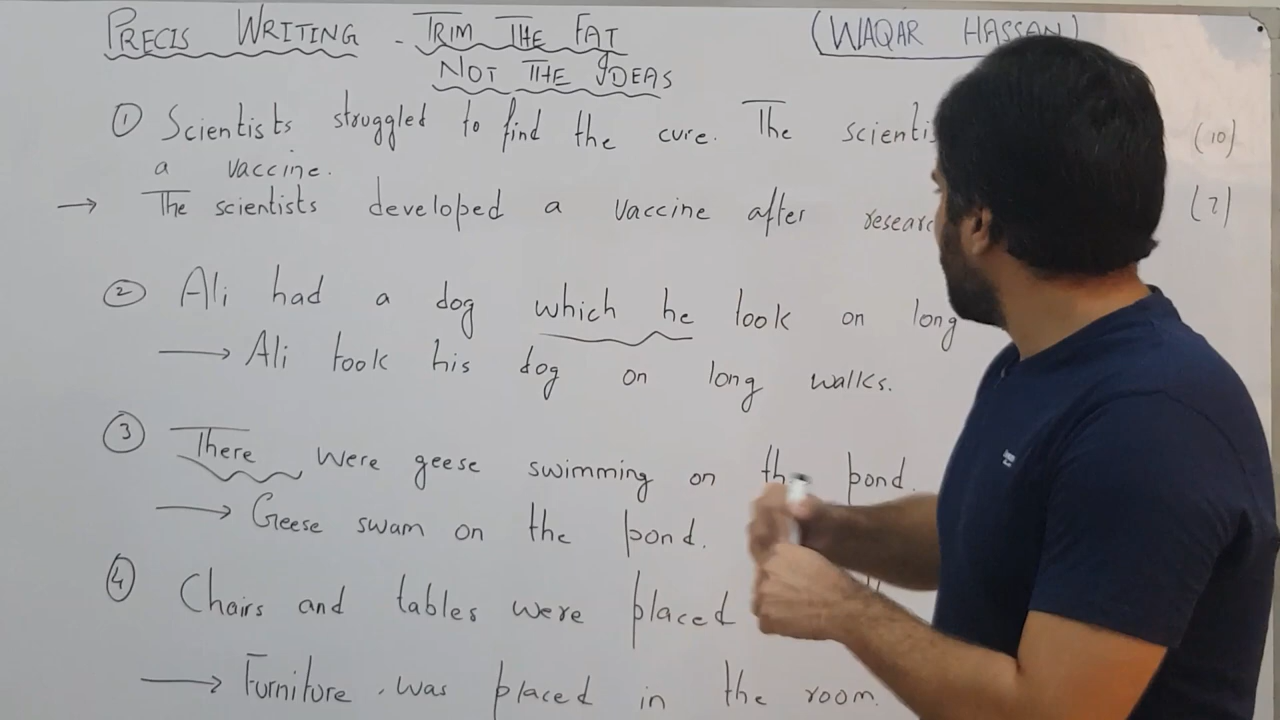 PRECIS WRITING - TRIM THE FAT
NOT THE IDEAS
(WAQAR HASSAN)
① Scientists struggled to find the cure. The (10)
a vaccine.
→ The scientists developed a vaccine after (7)
② Ali had a dog which he look on long
→ Ali took his dog on long walks.
③ There were geese swimming on the pond.
→ Geese swam on the pond.
④ Chairs and tables were placed
→ Furniture was placed in the room.